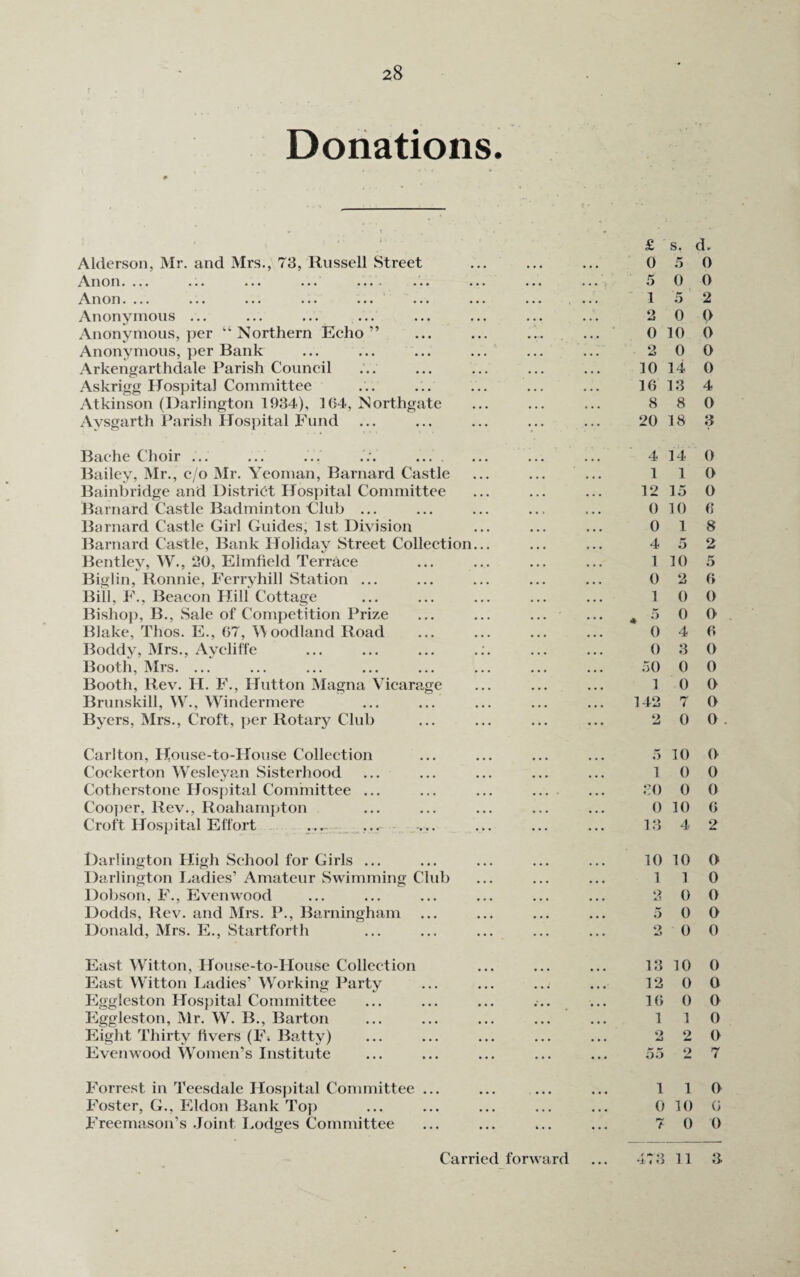 28
Donations.
£ s. d.
Alderson, Mr. and Mrs., 73, Russell Street ... ... ... 0 5 0
Anon. ... ... ... ... ... ... ... ... ... 5 0 0
Anon. ... ... ... ... ... ... ... ... ... 1 5 2
Anonymous ... ... ... ... ... ... ... ... ... 2 0 0
Anonymous, per “ Northern Echo ” ... ... ... ... 0 10 0
Anonymous, per Bank ... ... ... ... ... ... 2 0 0
Arkengarthdale Parish Council ... ... ... ... ... 10 14 0
Askrigg Hospital Committee ... ... ... ... ... 16 13 4
Atkinson (Darlington 1934), 164, Northgate ... ... ... 8 8 0
Aysgarth Parish Hospital Fund ... ... ... ... ... 20 18 3
Bache Choir ... ... ... ... ... ... ... ... 4 14 0
Bailey, Mr., c/o Mr. Yeoman, Barnard Castle ... ... ... 1 1 0
Bainbridge and District Hospital Committee ... ... ... 12 15 0
Barnard Castle Badminton Club ... ... ... ... ... 0 10 6
Barnard Castle Girl Guides, 1st Division ... ... ... 0 1 8
Barnard Castle, Bank Holiday Street Collection... ... ... 4 5 2
Bentley, W., 20, Elmfield Terrace ... ... ... ... 1 10 5
Biglin, Ronnie, Ferryhill Station ... ... ... ... ... 0 2 6
Bill, F., Beacon Hill Cottage ... ... ... ... ... 1 0 0
Bishop, B., Sale of Competition Prize ... ... ... ... 5 0 0
Blake, Thos. E., 67, Woodland Road ... ... ... ... 0 4 6
Boddy, Mrs., Aycliffe ... ... ... ... ... ... 0 3 0
Booth, Mrs. ... ... ... ... ... ... ... ... 50 0 0
Booth, Rev. H. F., Hutton Magna Vicarage ... ... ... 1 0 0
Brunskill, W., Windermere ... ... ... ... ... 142 7 0
Byers, Mrs., Croft, per Rotary Club ... ... ... ... 2 0 0
Carlton, House-to-House Collection ... ... ... ... 5 10 0
Cockerton Wesleyan Sisterhood ... ... ... ... ... 1 0 0
Cotherstone Hospital Committee ... ... ... ... ... 30 0 0
Cooper, Rev., Roahampton ... ... ... ... ... 0 10 6
Croft Hospital Effort ... ... ... ... ... ... 13 4 2
Darlington High School for Girls ... ... ... ... ... 10 10 0
Darlington Ladies’ Amateur Swimming Club ... ... ... 1 1 0
Dobson, F., Evenwood ... ... ... ... ... ... 2 0 0
Dodds, Rev. and Mrs. P., Barningham ... ... ... ... 5 0 0
Donald, Mrs. E., Startforth ... ... ... ... ... 2 0 0
East Witton, House-to-House Collection ... ... ... 13 10 0
East Witton Ladies’ Working Party ... ... ... ... 12 0 0
Eggleston Hospital Committee ... ... ... ... ... 16 0 0
Eggleston, Mr. W. B., Barton ... ... ... ... ... 1 1 0
Eight Thirty fivers (F. Batty) ... ... ... ... ... 2 2 0
Evenwood Women’s Institute ... ... ... ... ... 55 2 7
Forrest in Teesdale Hospital Committee ... ... ... ... 1 1 0
Foster, G., Eldon Bank Top ... ... ... ... ... 0 10 6
Freemason’s Joint Lodges Committee ... ... ... ... 7 0 0
Carried forward ... 473 11 3